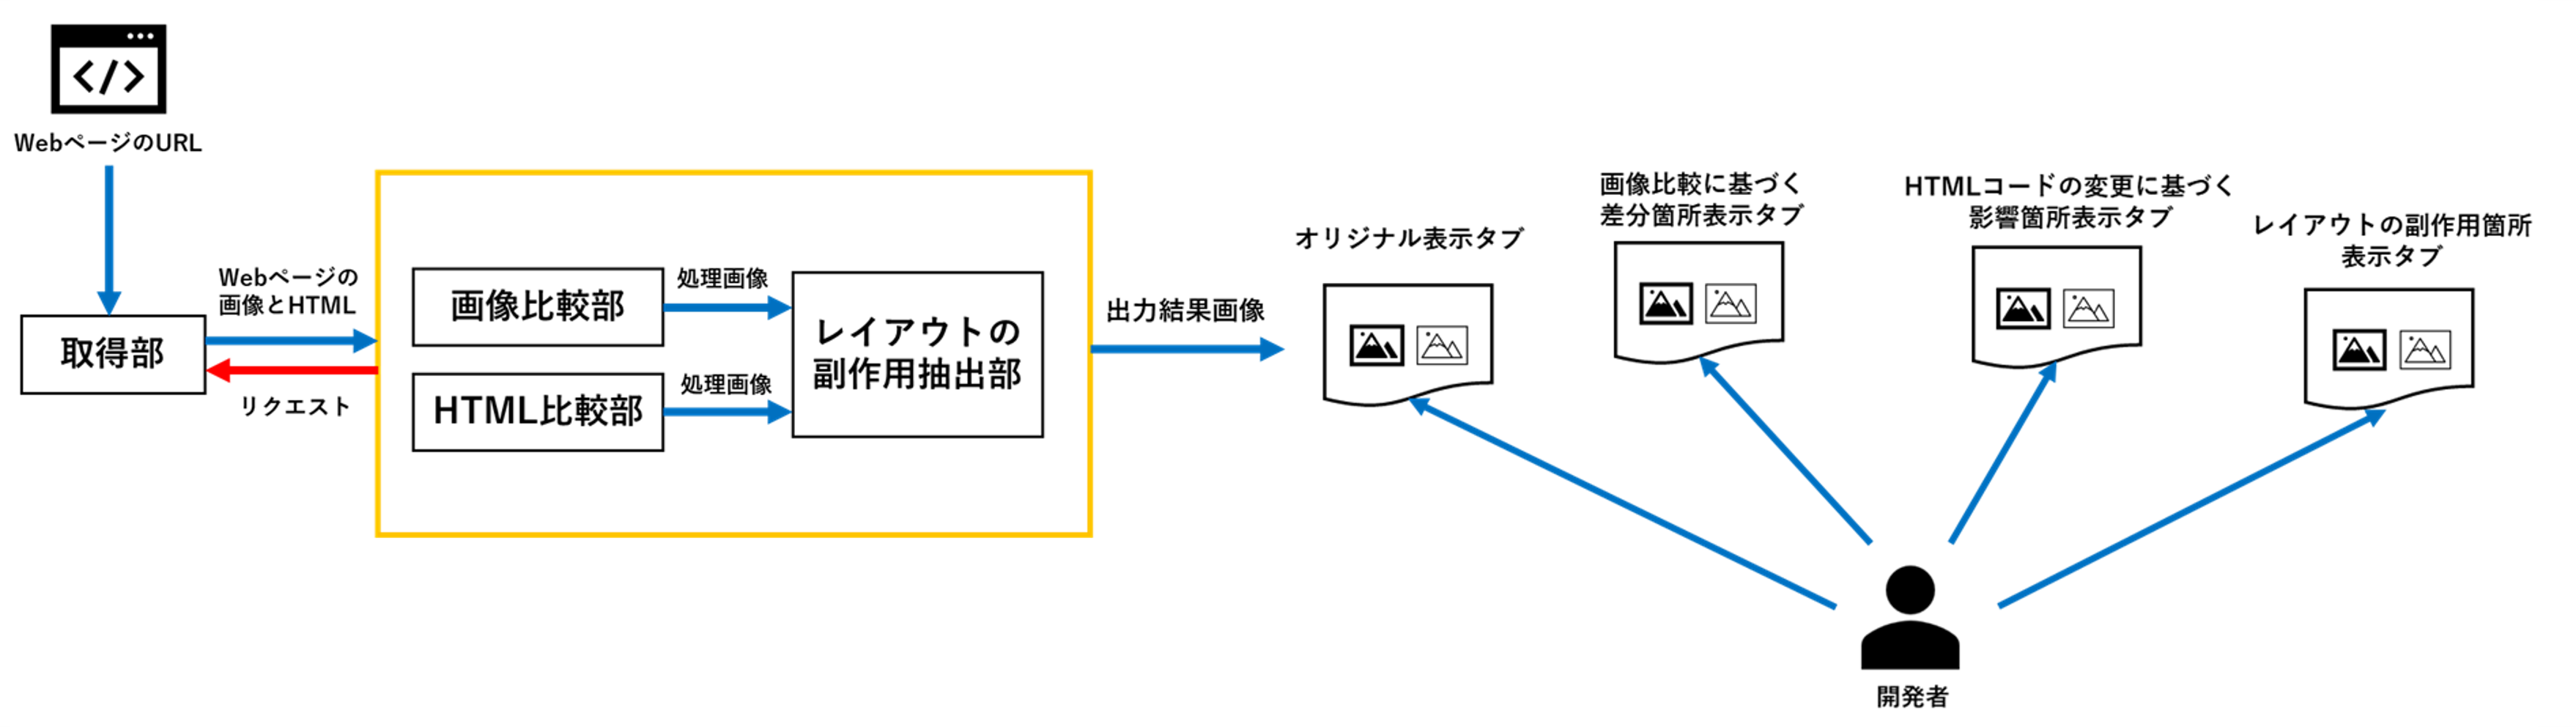 </>
WebページのURL
取得部
Webページの
画像とHTML
リクエスト
画像比較部
HTML比較部
処理画像
処理画像
レイアウトの
副作用抽出部
出力結果画像
オリジナル表示タブ
画像比較に基づく
差分箇所表示タブ
HTMLコードの変更に基づく
影響箇所表示タブ
レイアウトの副作用箇所
表示タブ
開発者